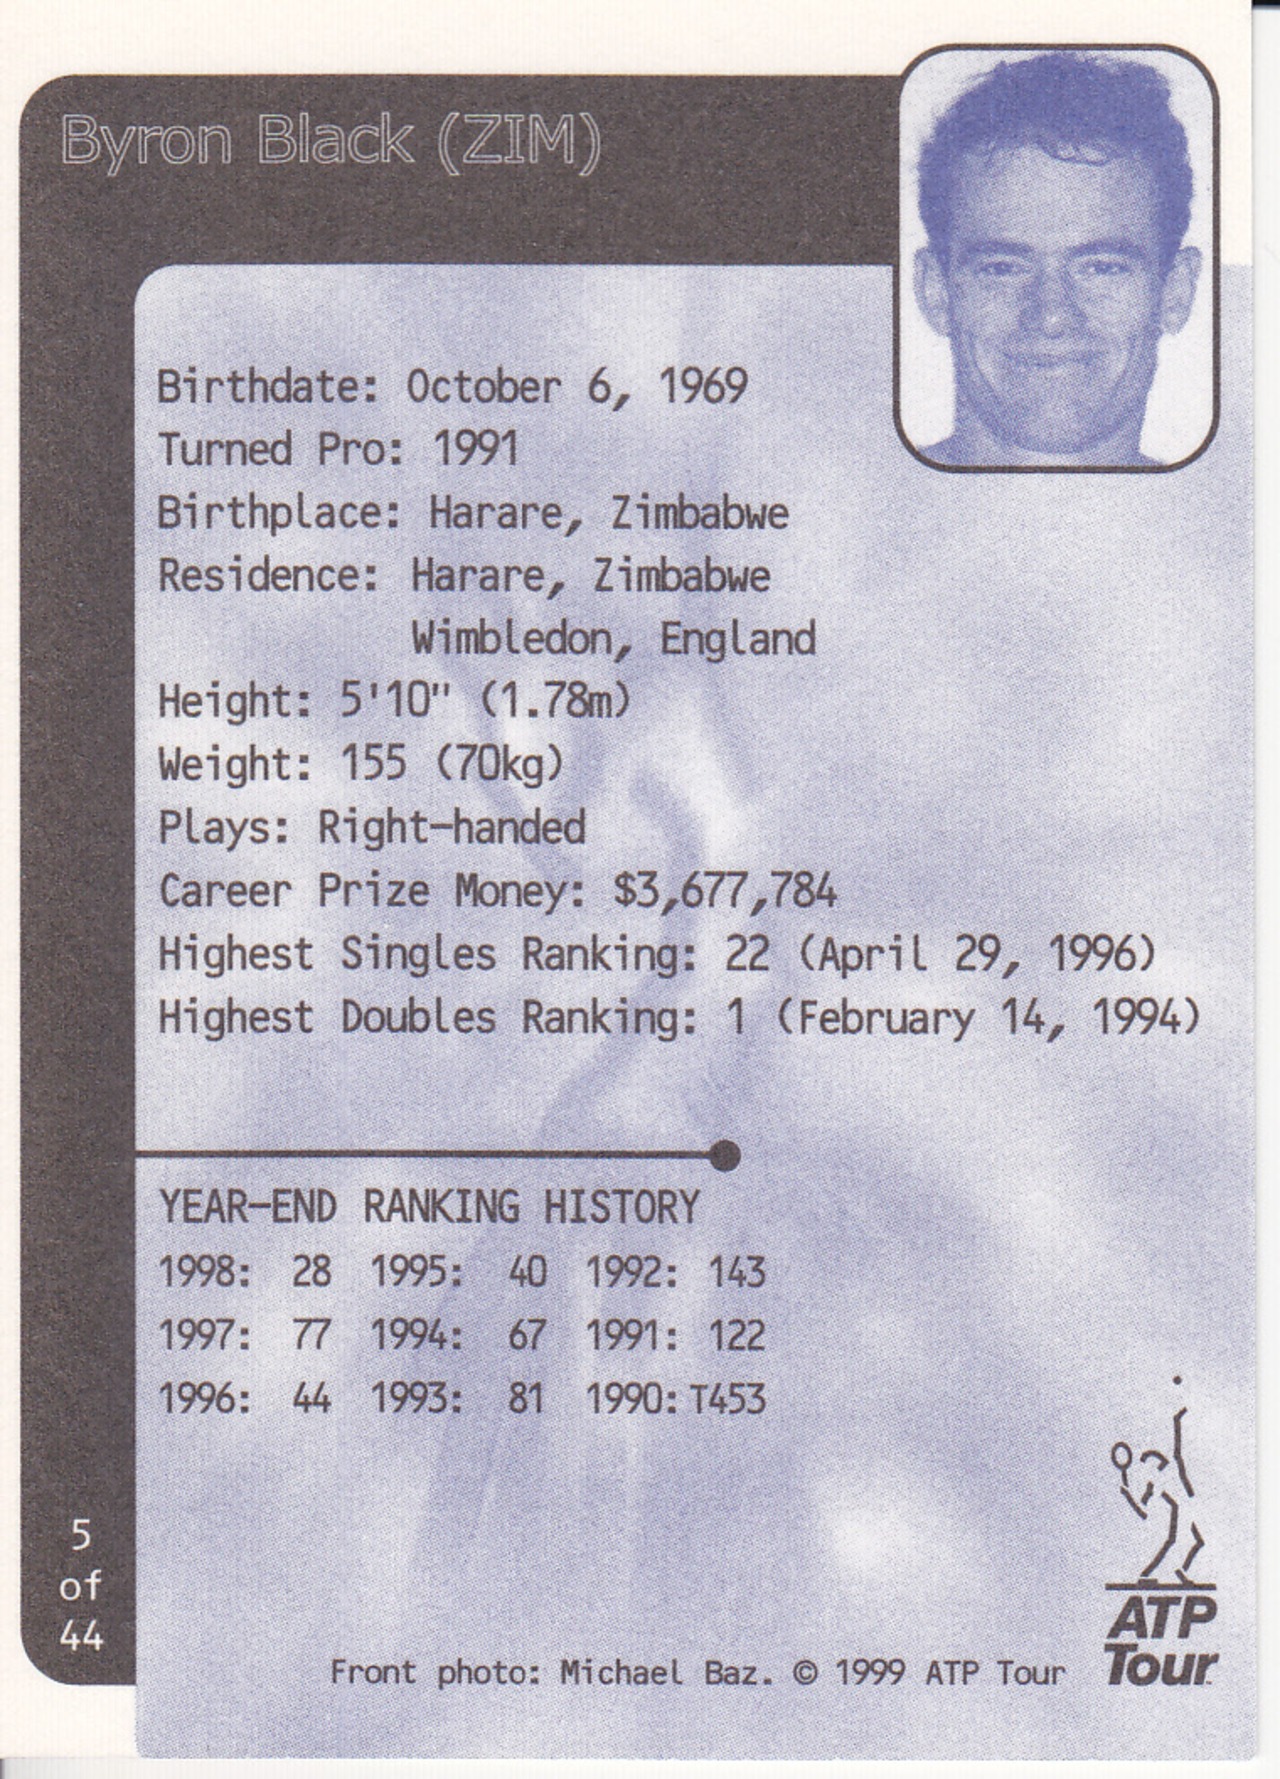 Byron Black (ZIM)
Birthdate: October 6, 1969
Turned Pro: 1991
Birthplace: Harare, Zimbabwe
Residence: Harare, Zimbabwe
Wimbledon, England
Height: 5'10" (1.78m)
Weight: 155 (70kg)
Plays: Right-handed
Career Prize Money: $3,677,784
Highest Singles Ranking: 22 (April 29, 1996)
Highest Doubles Ranking: 1 (February 14, 1994)
YEAR-END RANKING HISTORY
1998: 28 1995: 40 1992: 143
1997: 77 1994: 67 1991: 122
1996: 44 1993: 81 1990: T453
5
of
44
ATP
Tour
Front photo: Michael Baz. © 1999 ATP Tour